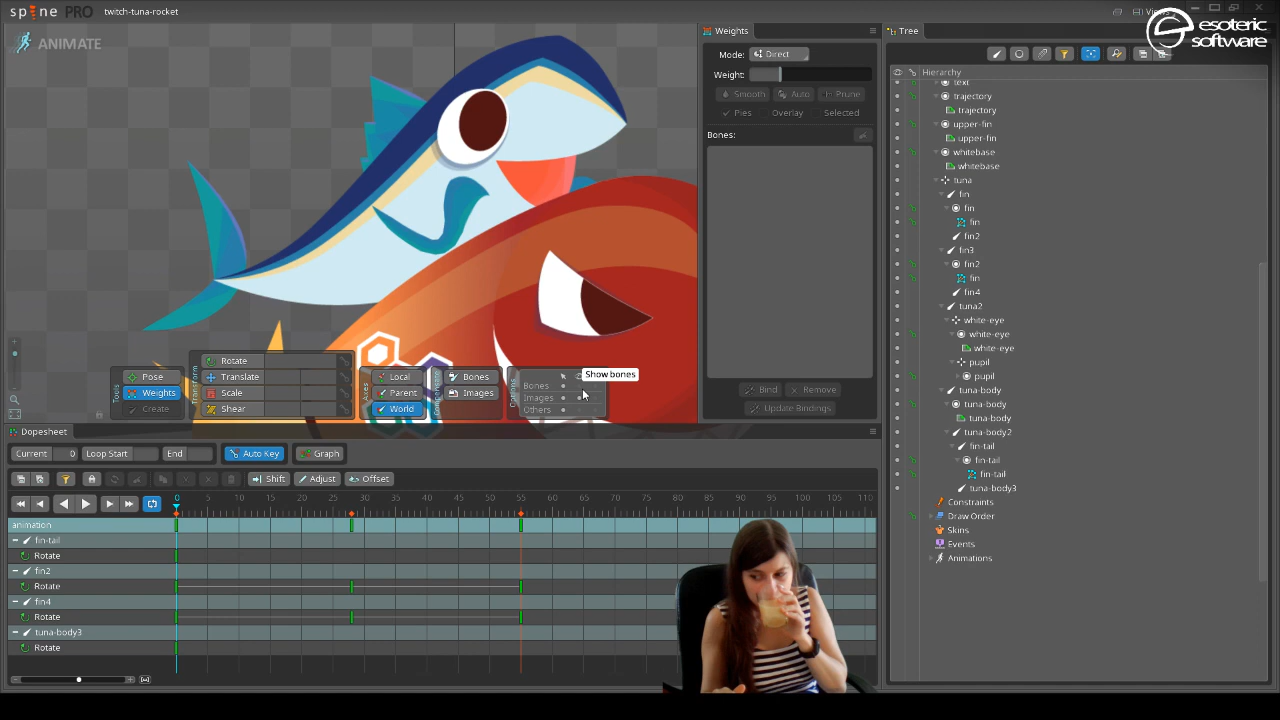 spine PRO
twitch-tuna-rocket
Views
esoteric
software
ANIMATE
Weights
Mode:
Direct
Weight:
Smooth
Auto
Prune
Pies
Overlay
Selected
Bones:
Bind
Remove
Update Bindings
Tree
Hierarchy
text
trajectory
trajectory
upper-fin
upper-fin
whitebase
whitebase
tuna
fin
fin
fin
fin2
fin3
fin2
fin
fin4
tuna2
white-eye
white-eye
white-eye
pupil
pupil
tuna-body
tuna-body
tuna-body
tuna-body2
fin-tail
fin-tail
fin-tail
tuna-body3
Constraints
Draw Order
Skins
Events
Animations
Tools
Pose
Weights
Create
Transform
Rotate
Translate
Scale
Shear
Axes
Local
Parent
World
Bones
Images
Options
Bones
Images
Others
Show bones
Dopesheet
Current 0 Loop Start End Auto Key Graph
Shift Adjust Offset
0 5 10 15 20 25 30 35 40 45 50 55 60 65 70 75 80 85 90 95 100 105 110
animation
fin-tail
Rotate
fin2
Rotate
fin4
Rotate
tuna-body3
Rotate